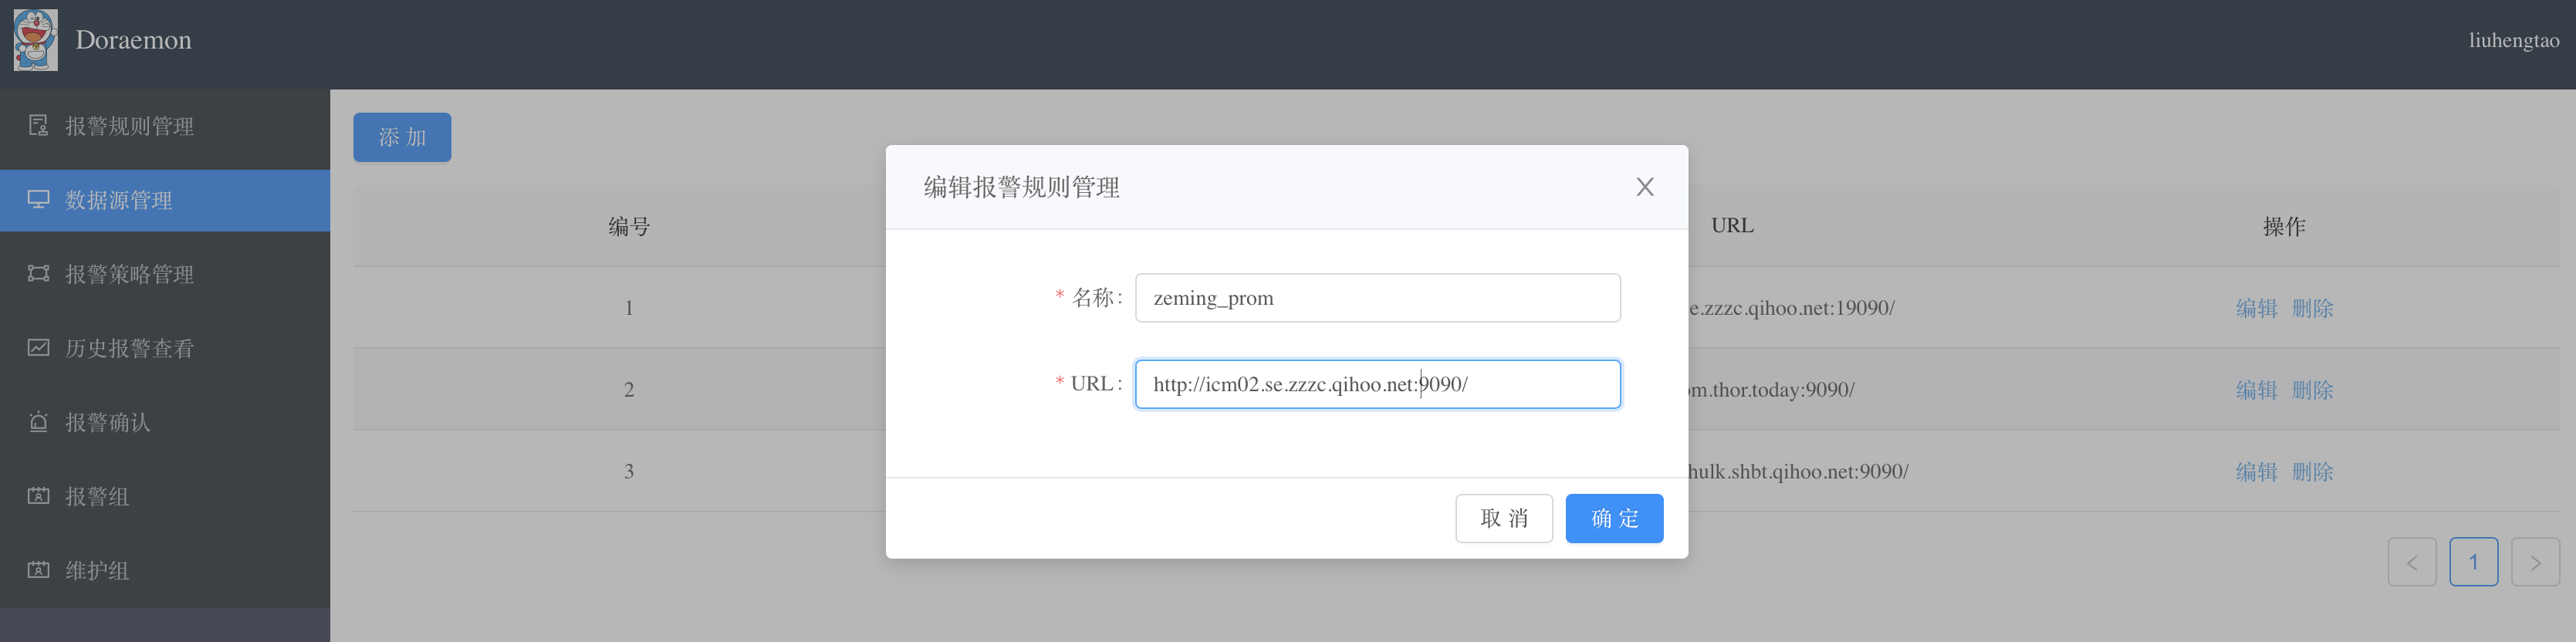 Doraemon
liuhengtao
报警规则管理
数据源管理
报警策略管理
历史报警查看
报警确认
报警组
维护组
添加
编号 URL 操作
1 e.zzzc.qihoo.net:19090/ 编辑 删除
2 m.thor.today:9090/ 编辑 删除
3 hulk.shbt.qihoo.net:9090/ 编辑 删除
< 1 >
编辑报警规则管理
* 名称: zeming_prom
* URL: http://icm02.se.zzzc.qihoo.net:9090/
取消 确定